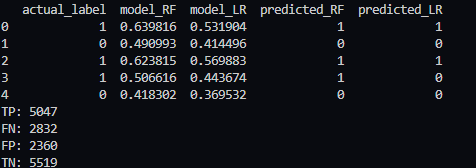 actual_label model_RF model_LR predicted_RF predicted_LR
0 1 0.639816 0.531904 1 1
1 0 0.490993 0.414496 0 0
2 1 0.623815 0.569883 1 1
3 1 0.506616 0.443674 1 0
4 0 0.418302 0.369532 0 0
TP: 5047
FN: 2832
FP: 2360
TN: 5519